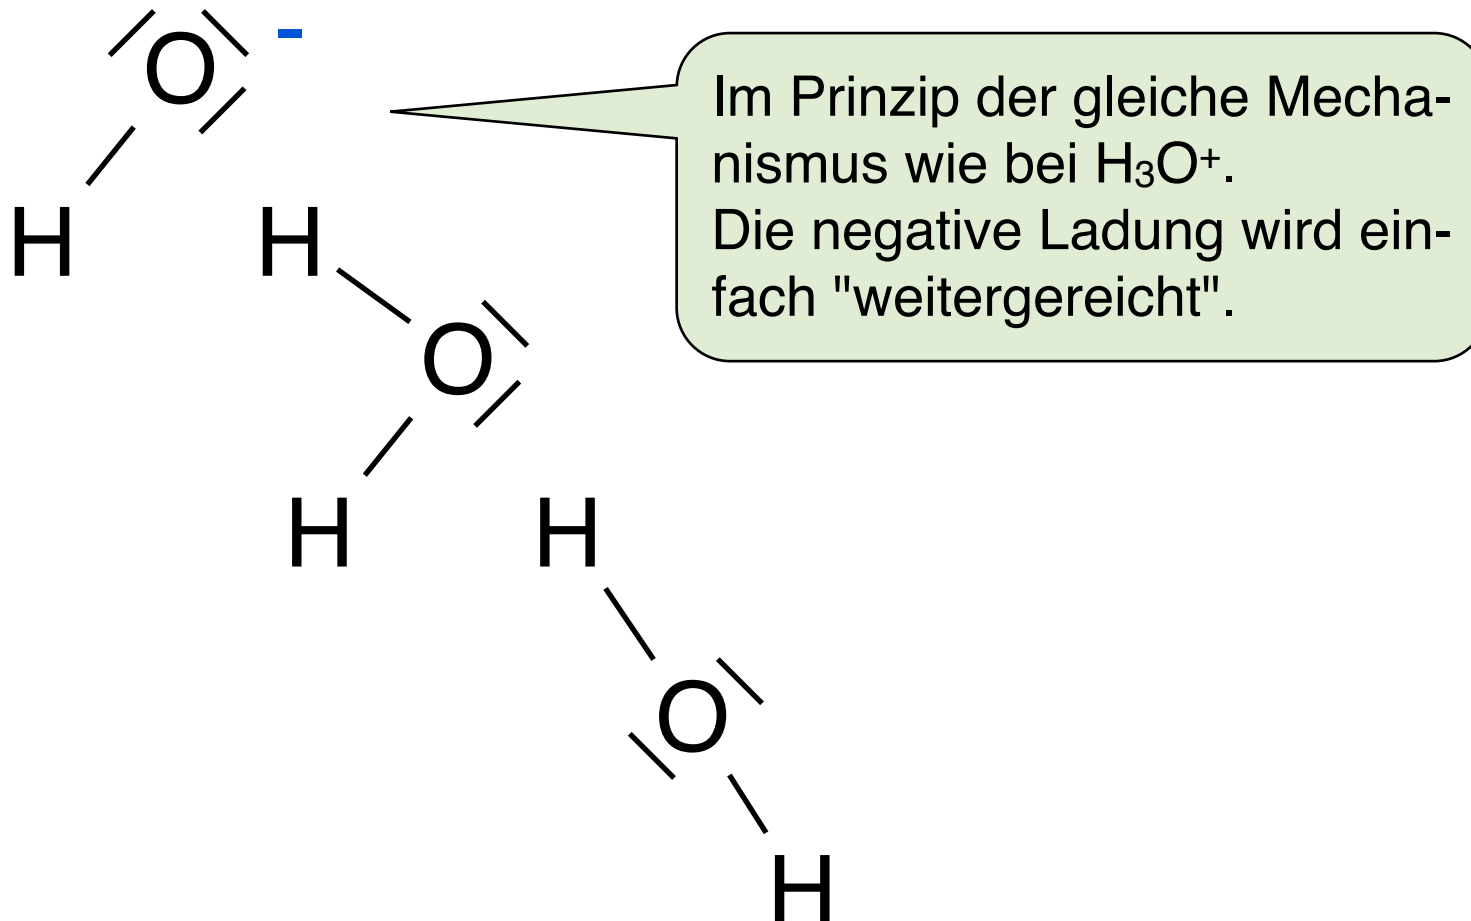 O -
Im Prinzip der gleiche Mecha-
nismus wie bei H₃O⁺.
Die negative Ladung wird ein-
fach "weitergereicht".
H H
O
H H
O
H